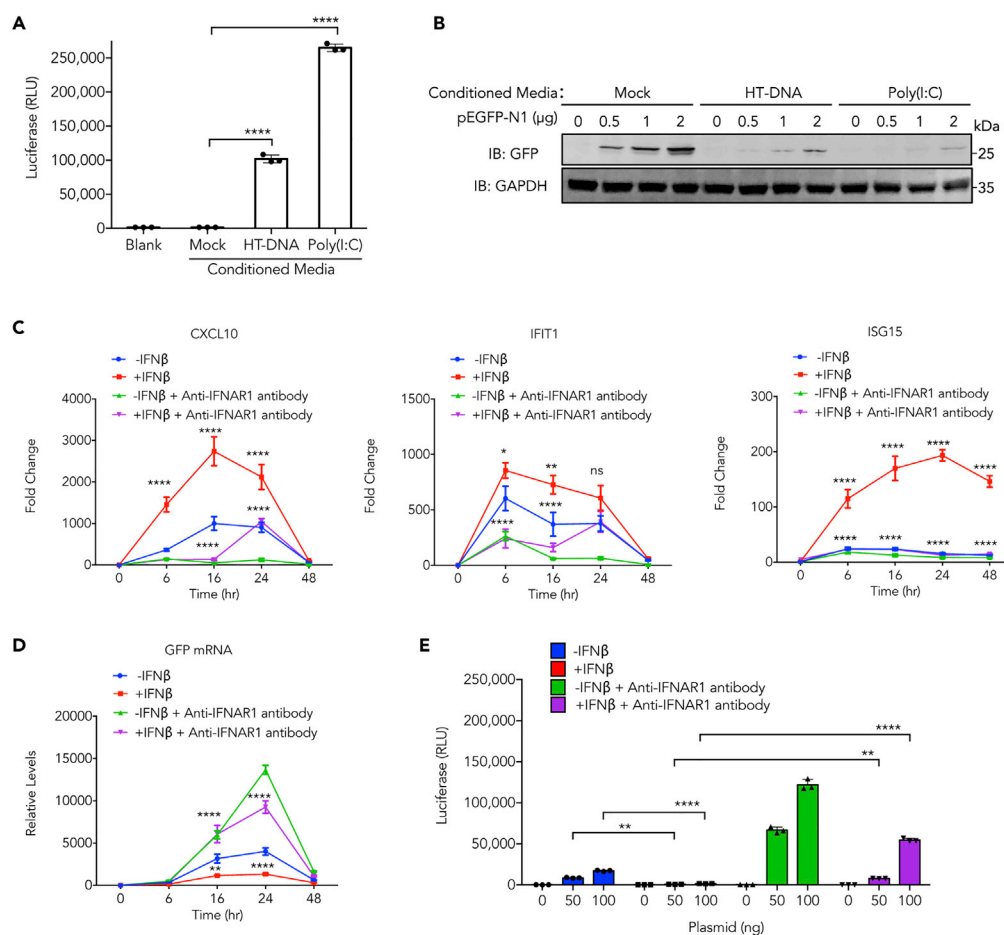 A
Luciferase (RLU)
250,000
200,000
150,000
100,000
50,000
0
****
****
Blank
Mock
HT-DNA
Poly(I:C)
Conditioned Media
B
Conditioned Media:
Mock
HT-DNA
Poly(I:C)
pEGFP-N1 (μg)
0 0.5 1 2 0 0.5 1 2 0 0.5 1 2
kDa
IB: GFP
25
IB: GAPDH
35
C
CXCL10
-IFNβ
+IFNβ
-IFNβ + Anti-IFNAR1 antibody
+IFNβ + Anti-IFNAR1 antibody
Fold Change
4000
3000
2000
1000
0
****
****
****
****
****
0 6 16 24 48
Time (hr)
IFIT1
-IFNβ
+IFNβ
-IFNβ + Anti-IFNAR1 antibody
+IFNβ + Anti-IFNAR1 antibody
Fold Change
1500
1000
500
0
*
**
ns
****
****
0 6 16 24 48
Time (hr)
ISG15
-IFNβ
+IFNβ
-IFNβ + Anti-IFNAR1 antibody
+IFNβ + Anti-IFNAR1 antibody
Fold Change
300
200
100
0
****
****
****
****
****
****
****
****
0 6 16 24 48
Time (hr)
D
GFP mRNA
-IFNβ
+IFNβ
-IFNβ + Anti-IFNAR1 antibody
+IFNβ + Anti-IFNAR1 antibody
Relative Levels
20000
15000
10000
5000
0
****
****
**
****
0 6 16 24 48
Time (hr)
E
-IFNβ
+IFNβ
-IFNβ + Anti-IFNAR1 antibody
+IFNβ + Anti-IFNAR1 antibody
Luciferase (RLU)
250,000
200,000
150,000
100,000
50,000
0
****
**
****
**
0 50 100 0 50 100 0 50 100 0 50 100
Plasmid (ng)